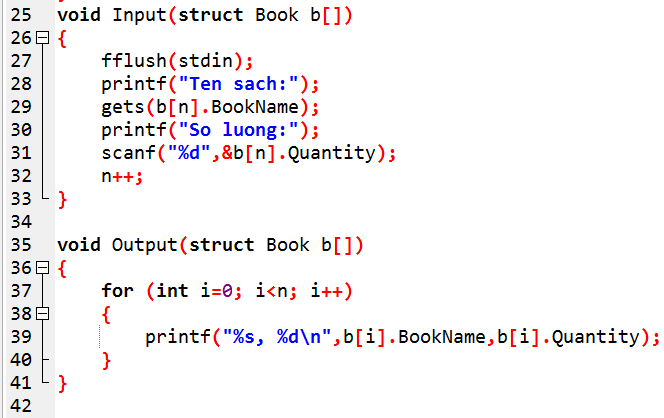 25 void Input(struct Book b[])
26 {
27 fflush(stdin);
28 printf("Ten sach:");
29 gets(b[n].BookName);
30 printf("So luong:");
31 scanf("%d",&b[n].Quantity);
32 n++;
33 }
34
35 void Output(struct Book b[])
36 {
37 for (int i=0; i<n; i++)
38 {
39 printf("%s, %d\n",b[i].BookName,b[i].Quantity);
40 }
41 }
42